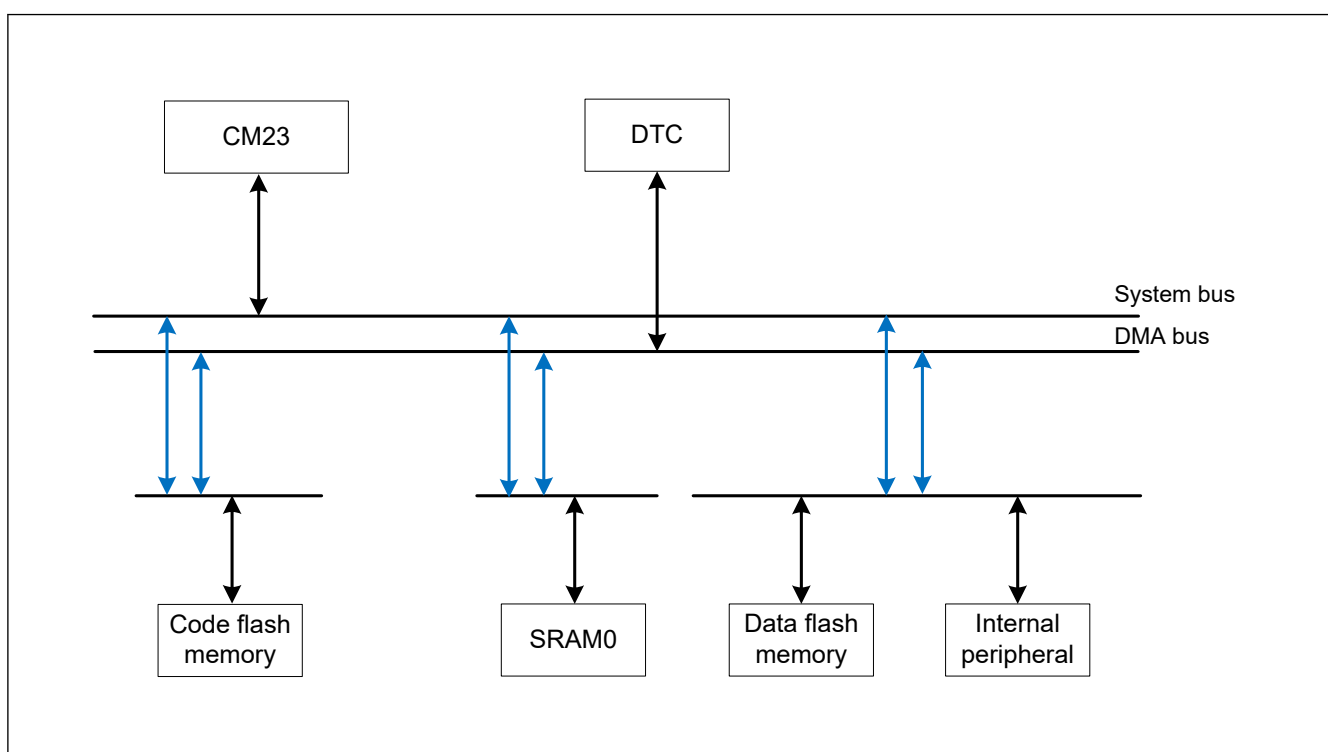 CM23
DTC
System bus
DMA bus
Code flash
memory
SRAM0
Data flash
memory
Internal
peripheral